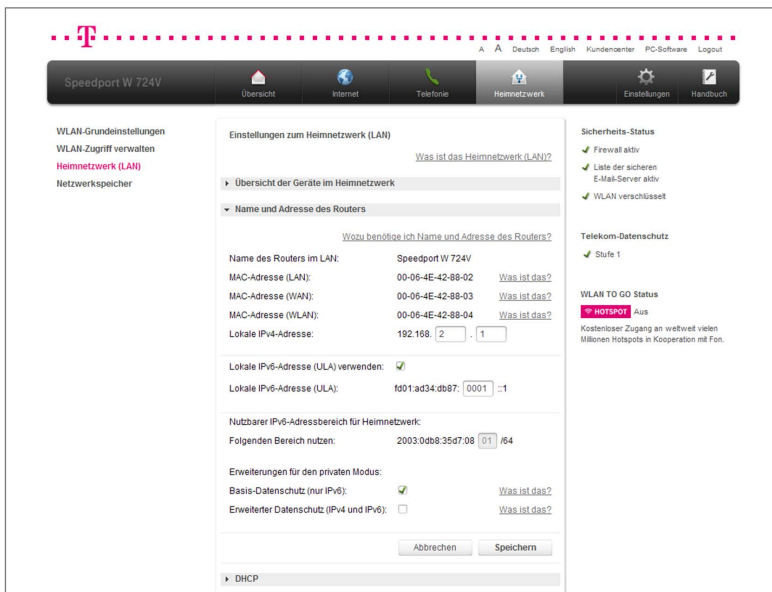 T
A A Deutsch English Kundencenter PC-Software Logout
Speedport W 724V
Übersicht Internet Telefonie Heimnetzwerk Einstellungen Handbuch
WLAN-Grundeinstellungen
WLAN-Zugriff verwalten
Heimnetzwerk (LAN)
Netzwerkspeicher
Einstellungen zum Heimnetzwerk (LAN)
Was ist das Heimnetzwerk (LAN)?
Übersicht der Geräte im Heimnetzwerk
Name und Adresse des Routers
Wozu benötige ich Name und Adresse des Routers?
Name des Routers im LAN: Speedport W 724V
MAC-Adresse (LAN): 00-06-4E-42-88-02 Was ist das?
MAC-Adresse (WAN): 00-06-4E-42-88-03 Was ist das?
MAC-Adresse (WLAN): 00-06-4E-42-88-04 Was ist das?
Lokale IPv4-Adresse: 192.168. 2 . 1
Lokale IPv6-Adresse (ULA) verwenden:
Lokale IPv6-Adresse (ULA): fd01:ad34:db87: 0001 ::1
Nutzbarer IPv6-Adressbereich für Heimnetzwerk:
Folgenden Bereich nutzen: 2003:0db8:35d7:08 01 /64
Erweiterungen für den privaten Modus:
Basis-Datenschutz (nur IPv6): Was ist das?
Erweiterter Datenschutz (IPv4 und IPv6): Was ist das?
Abbrechen Speichern
DHCP
Sicherheits-Status
Firewall aktiv
Liste der sicheren
E-Mail-Server aktiv
WLAN verschlüsselt
Telekom-Datenschutz
Stufe 1
WLAN TO GO Status
HOTSPOT Aus
Kostenloser Zugang an weltweit vielen
Millionen Hotspots in Kooperation mit Fon.